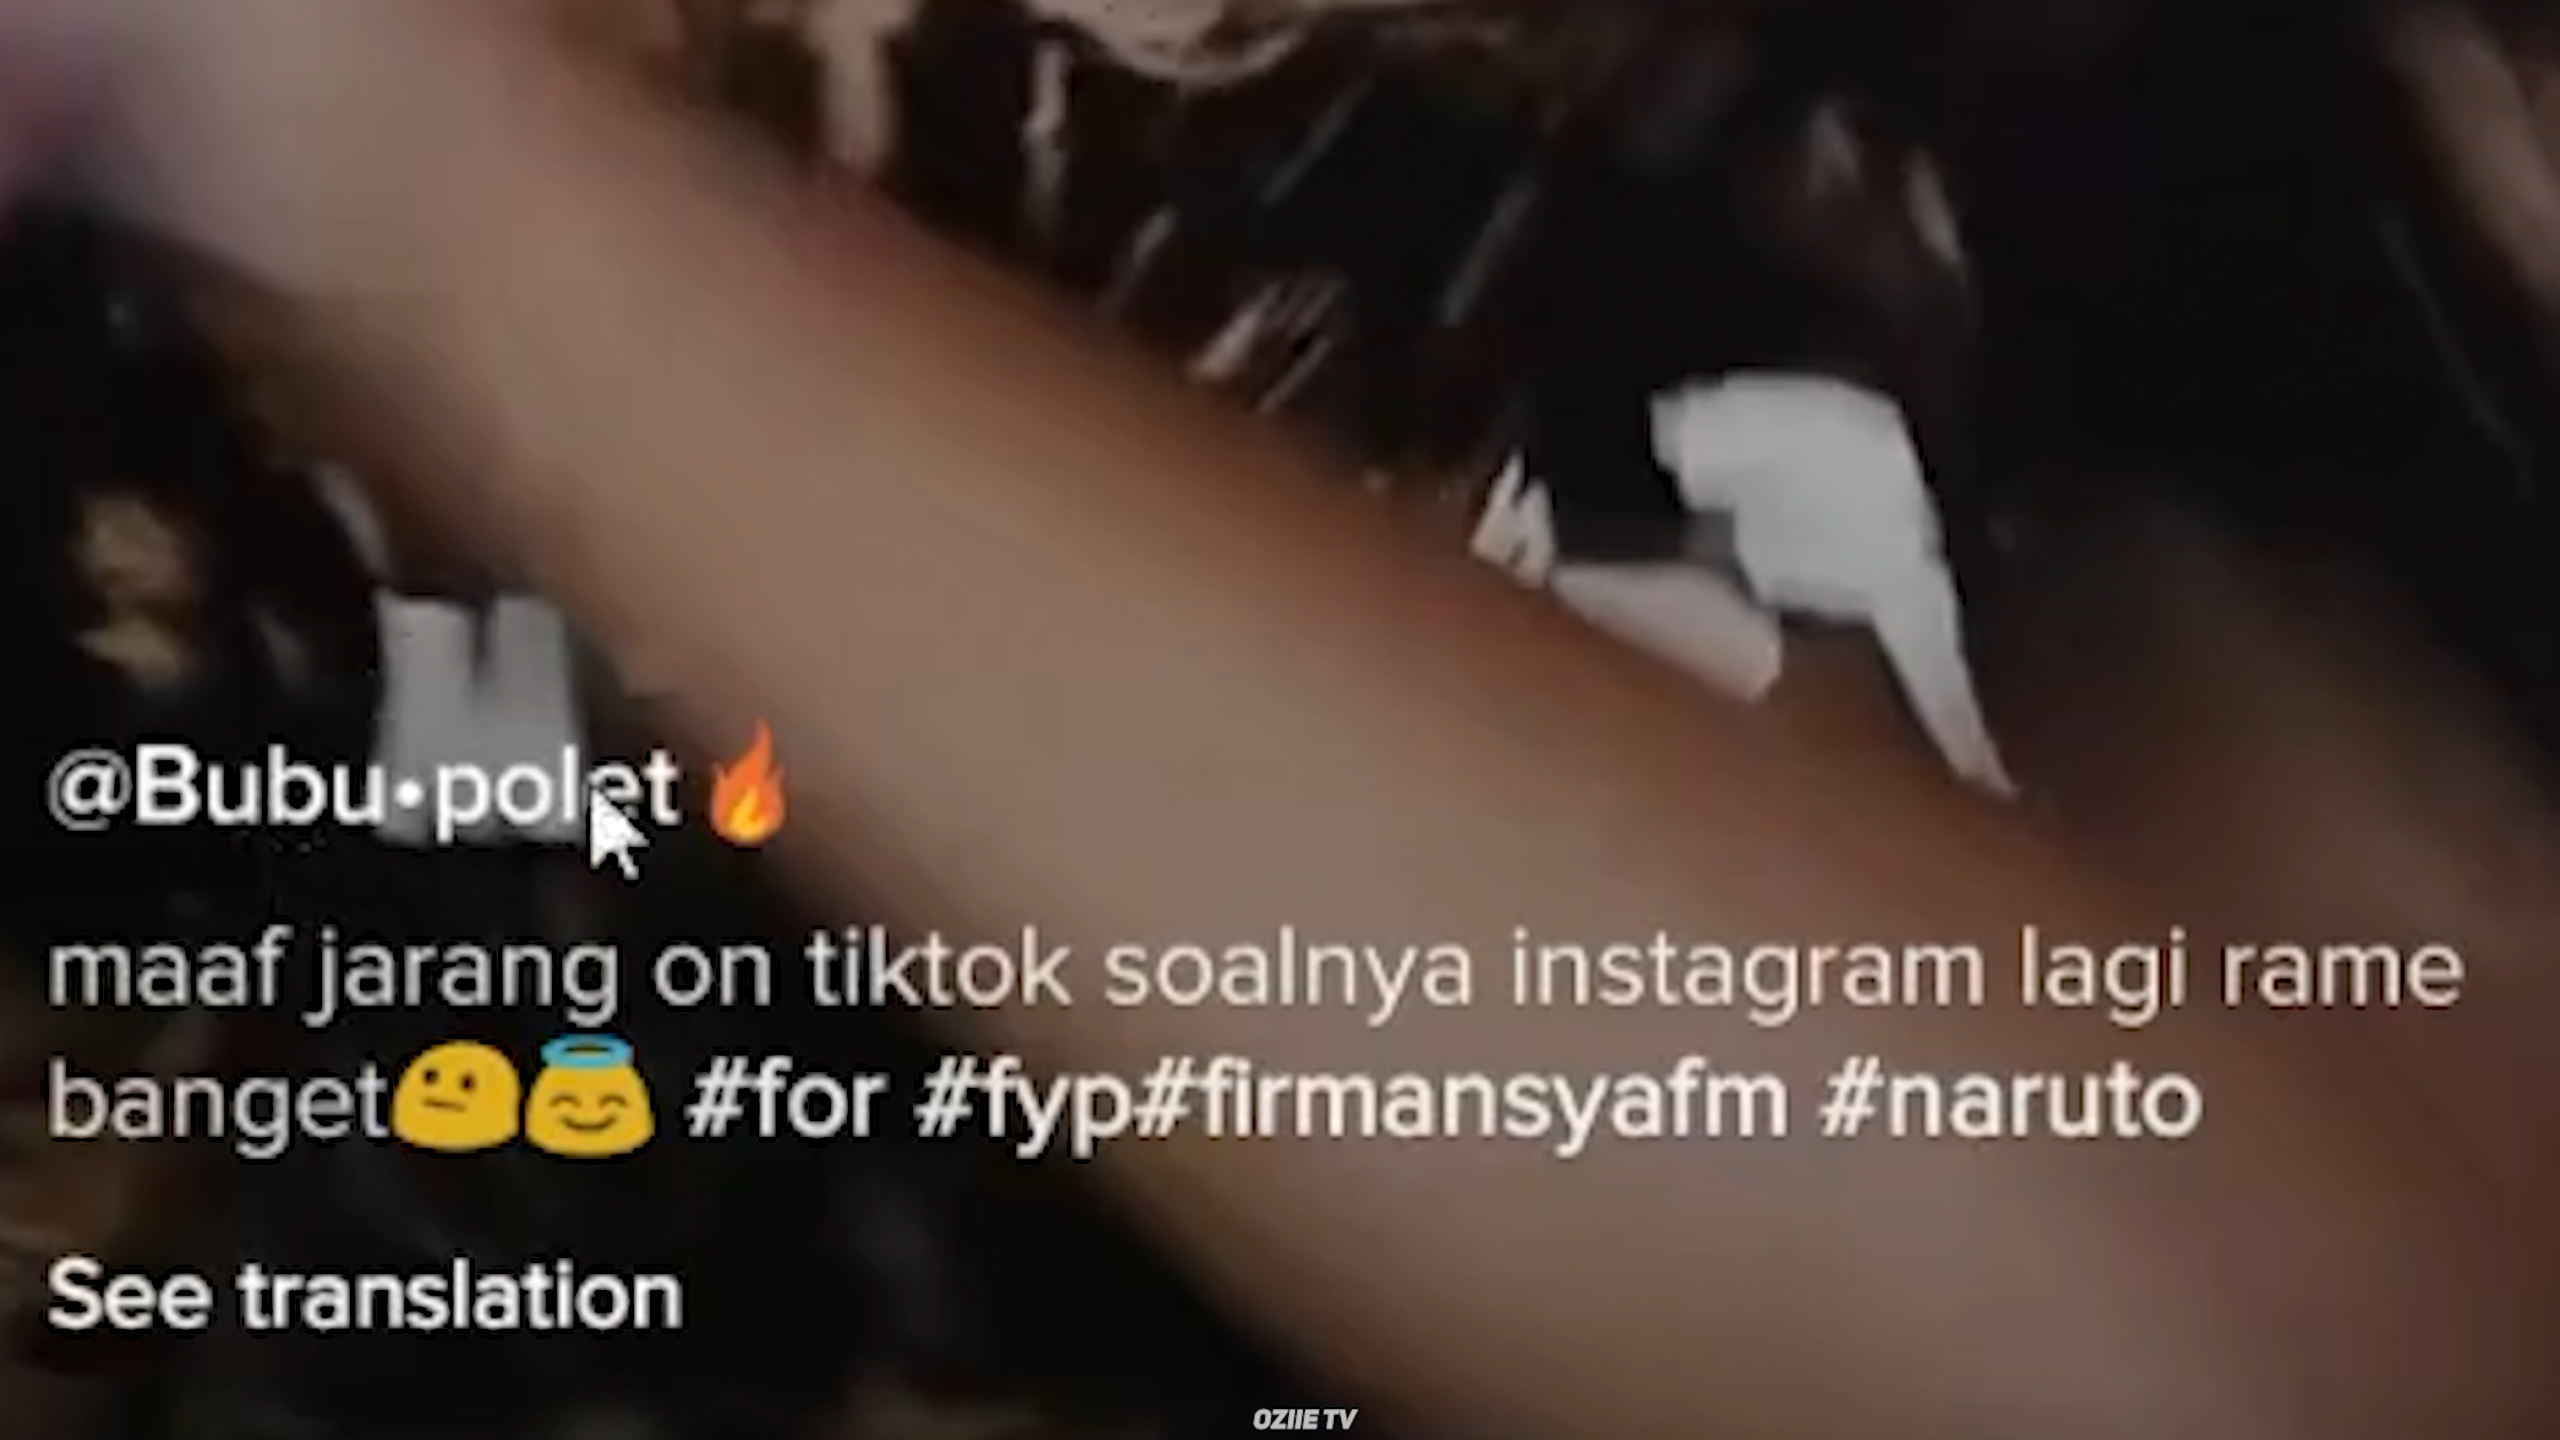 @Bubu•polet🔥
maaf jarang on tiktok soalnya instagram lagi rame
banget🫤😇 #for #fyp#firmansyafm #naruto
See translation
OZIIE TV